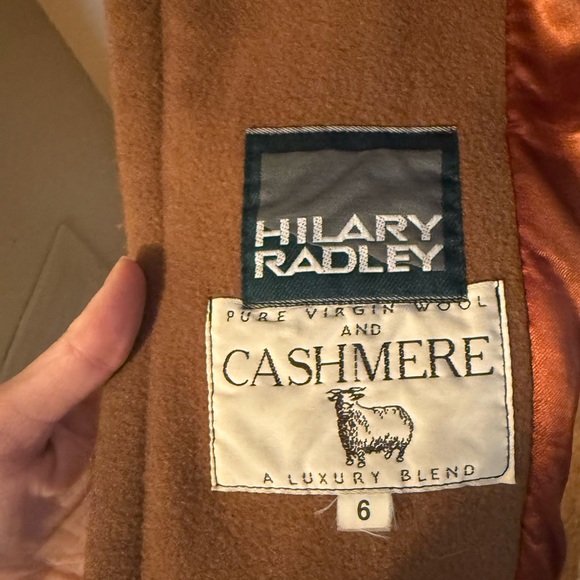 HILARY
RADLEY
PURE VIRGIN WOOL
AND
CASHMERE
A LUXURY BLEND
6